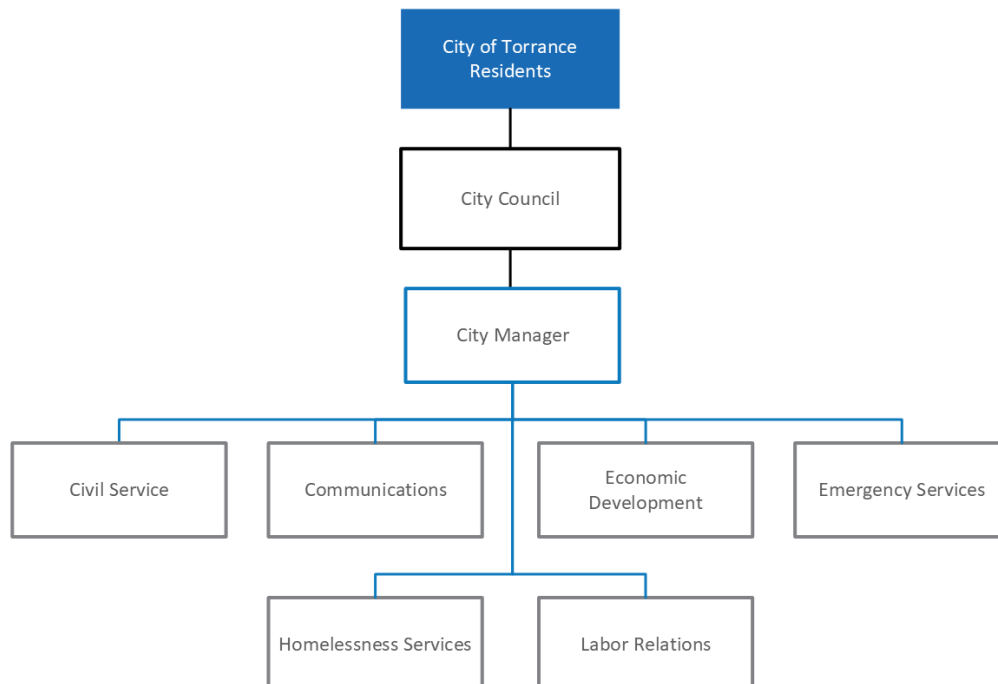 City of Torrance
Residents
City Council
City Manager
Civil Service
Communications
Economic
Development
Emergency Services
Homelessness Services
Labor Relations